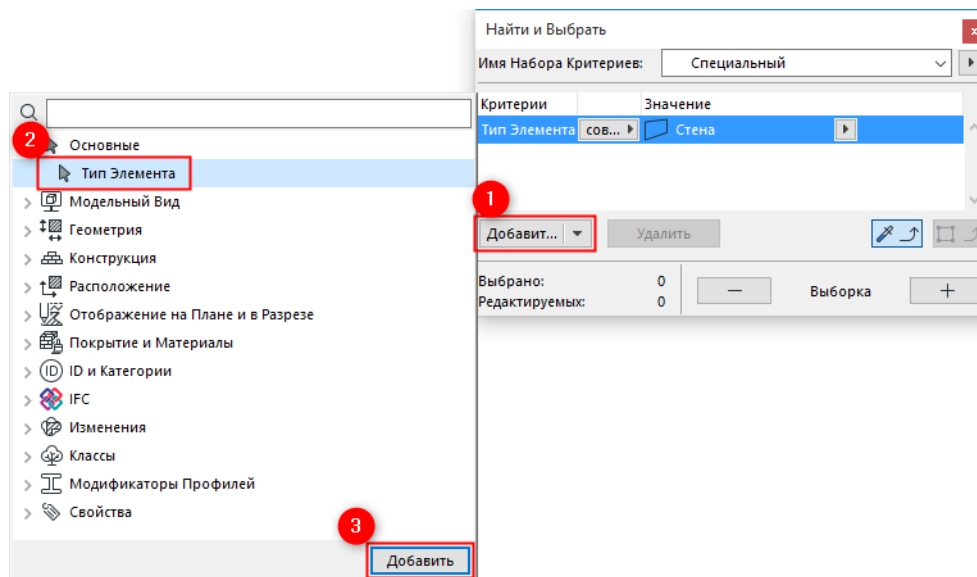 Найти и Выбрать
x
Имя Набора Критериев: Специальный
Критерии Значение
Тип Элемента сов... Стена
1
Добавит... Удалить
Выбрано: 0
Редактируемых: 0
— Выборка +
2
Основные
Тип Элемента
Модельный Вид
Геометрия
Конструкция
Расположение
Отображение на Плане и в Разрезе
Покрытие и Материалы
ID ID и Категории
IFC
Изменения
Классы
Модификаторы Профилей
Свойства
3
Добавить